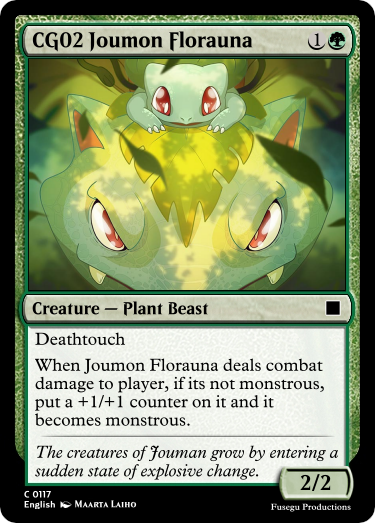 CG02 Joumon Florauna 1
Creature — Plant Beast
Deathtouch
When Joumon Florauna deals combat
damage to player, if its not monstrous,
put a +1/+1 counter on it and it
becomes monstrous.
The creatures of Jouman grow by entering a
sudden state of explosive change.
2/2
C 0117
English Maarta Laiho
Fusegu Productions